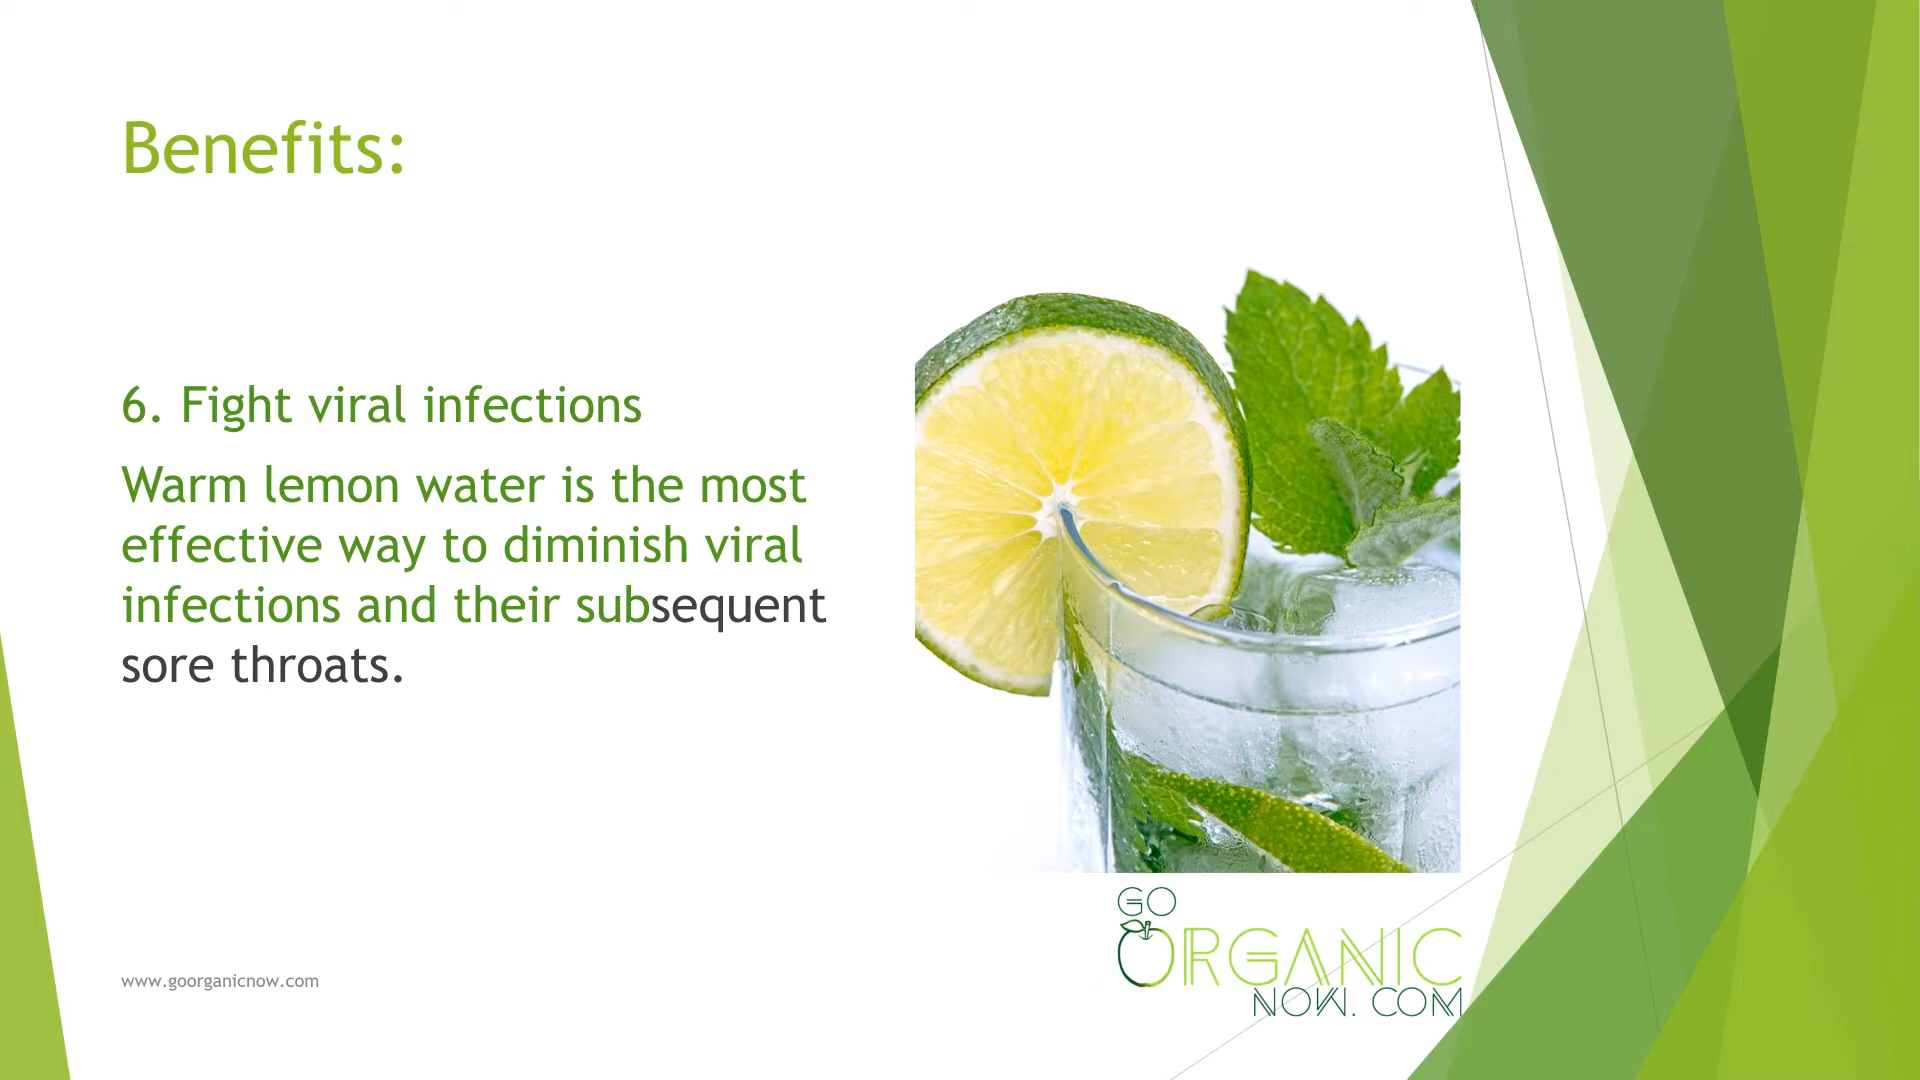 Benefits:
6. Fight viral infections
Warm lemon water is the most
effective way to diminish viral
infections and their subsequent
sore throats.
GO
ORGANIC
NOW. COM
www.goorganicnow.com